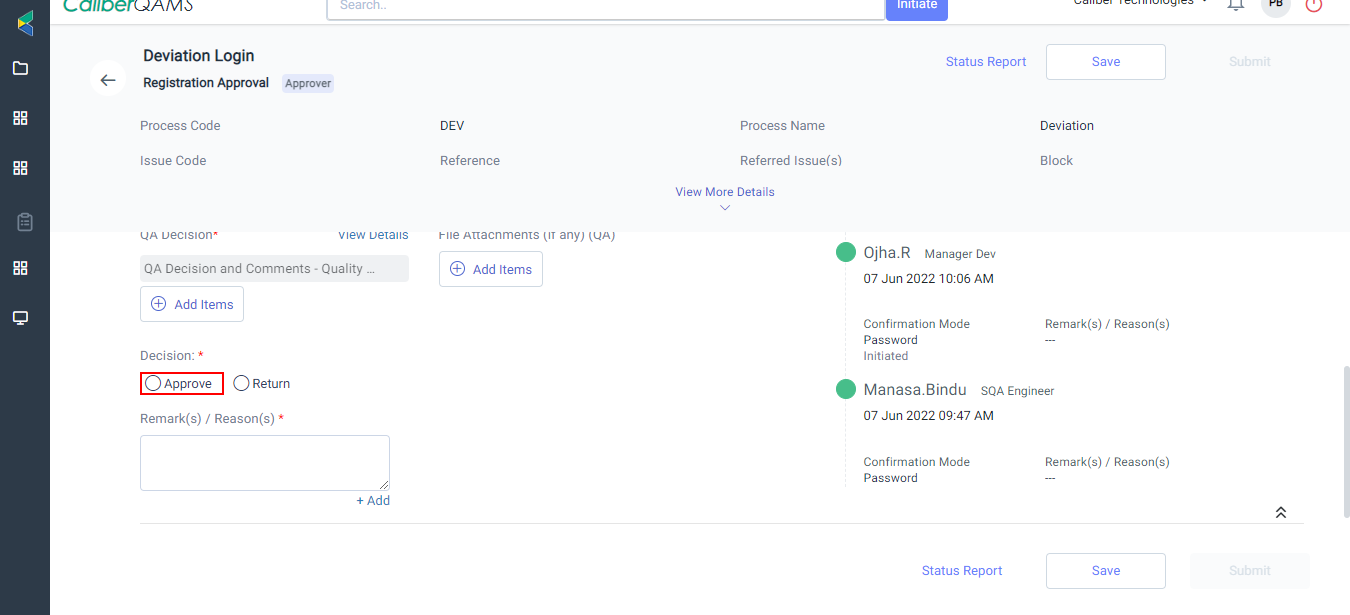 CaliberQAMS
Search..
Initiate
Caliber Technologies
PB
Deviation Login
Registration Approval Approver
Status Report Save Submit
Process Code DEV Process Name Deviation
Issue Code Reference Referred Issue(s) Block
View More Details
QA Decision* View Details File Attachments (if any) (QA)
QA Decision and Comments - Quality ...
Add Items
Add Items
Decision: *
Approve Return
Remark(s) / Reason(s) *
+ Add
Ojha.R Manager Dev
07 Jun 2022 10:06 AM
Confirmation Mode Remark(s) / Reason(s)
Password ---
Initiated
Manasa.Bindu SQA Engineer
07 Jun 2022 09:47 AM
Confirmation Mode Remark(s) / Reason(s)
Password ---
Status Report Save Submit